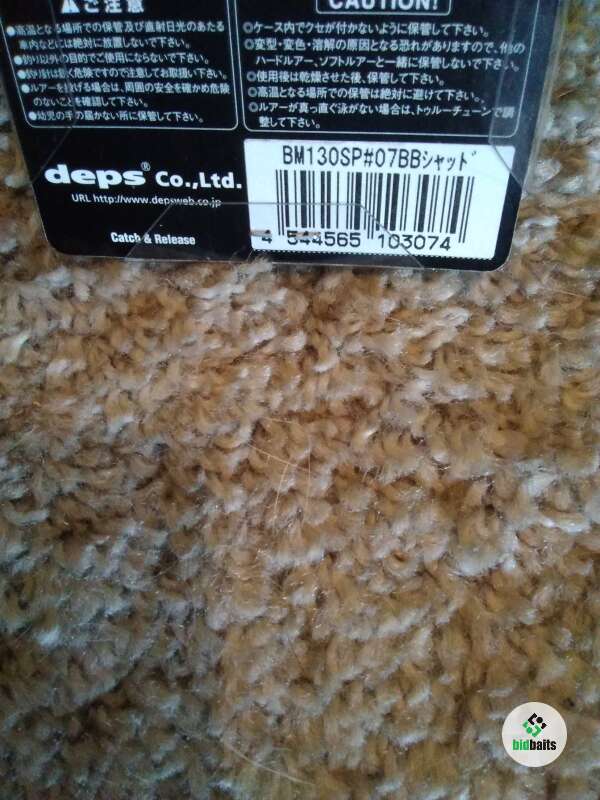 ⚠ご注意
●高温となる場所での保管及び直射日光のあたる
車内などには絶対に放置しないで下さい。
●釣り以外の目的でご使用にならないで下さい。
●釣り針は鋭く危険ですので注意してお取扱い下さい。
●ルアーを投げる場合は、周囲の安全を確かめ危険
のないことを確認して下さい。
●幼児の手の届かない所に保管して下さい。
CAUTION!
◎ケース内でクセが付かないように保管して下さい。
◎変型・変色・溶解の原因となる恐れがありますので、他の
ハードルアー、ソフトルアーと一緒に保管しないで下さい。
◎使用後は乾燥させた後、保管して下さい。
◎高温となる場所での保管は絶対に避けて下さい。
◎ルアーが真っ直ぐ泳がない場合は、トゥルーチューンで調
整して下さい。
deps® Co.,Ltd.
URL http://www.depsweb.co.jp
Catch & Release
BM130SP#07BBシャッド
4 544565 103074
bidbaits